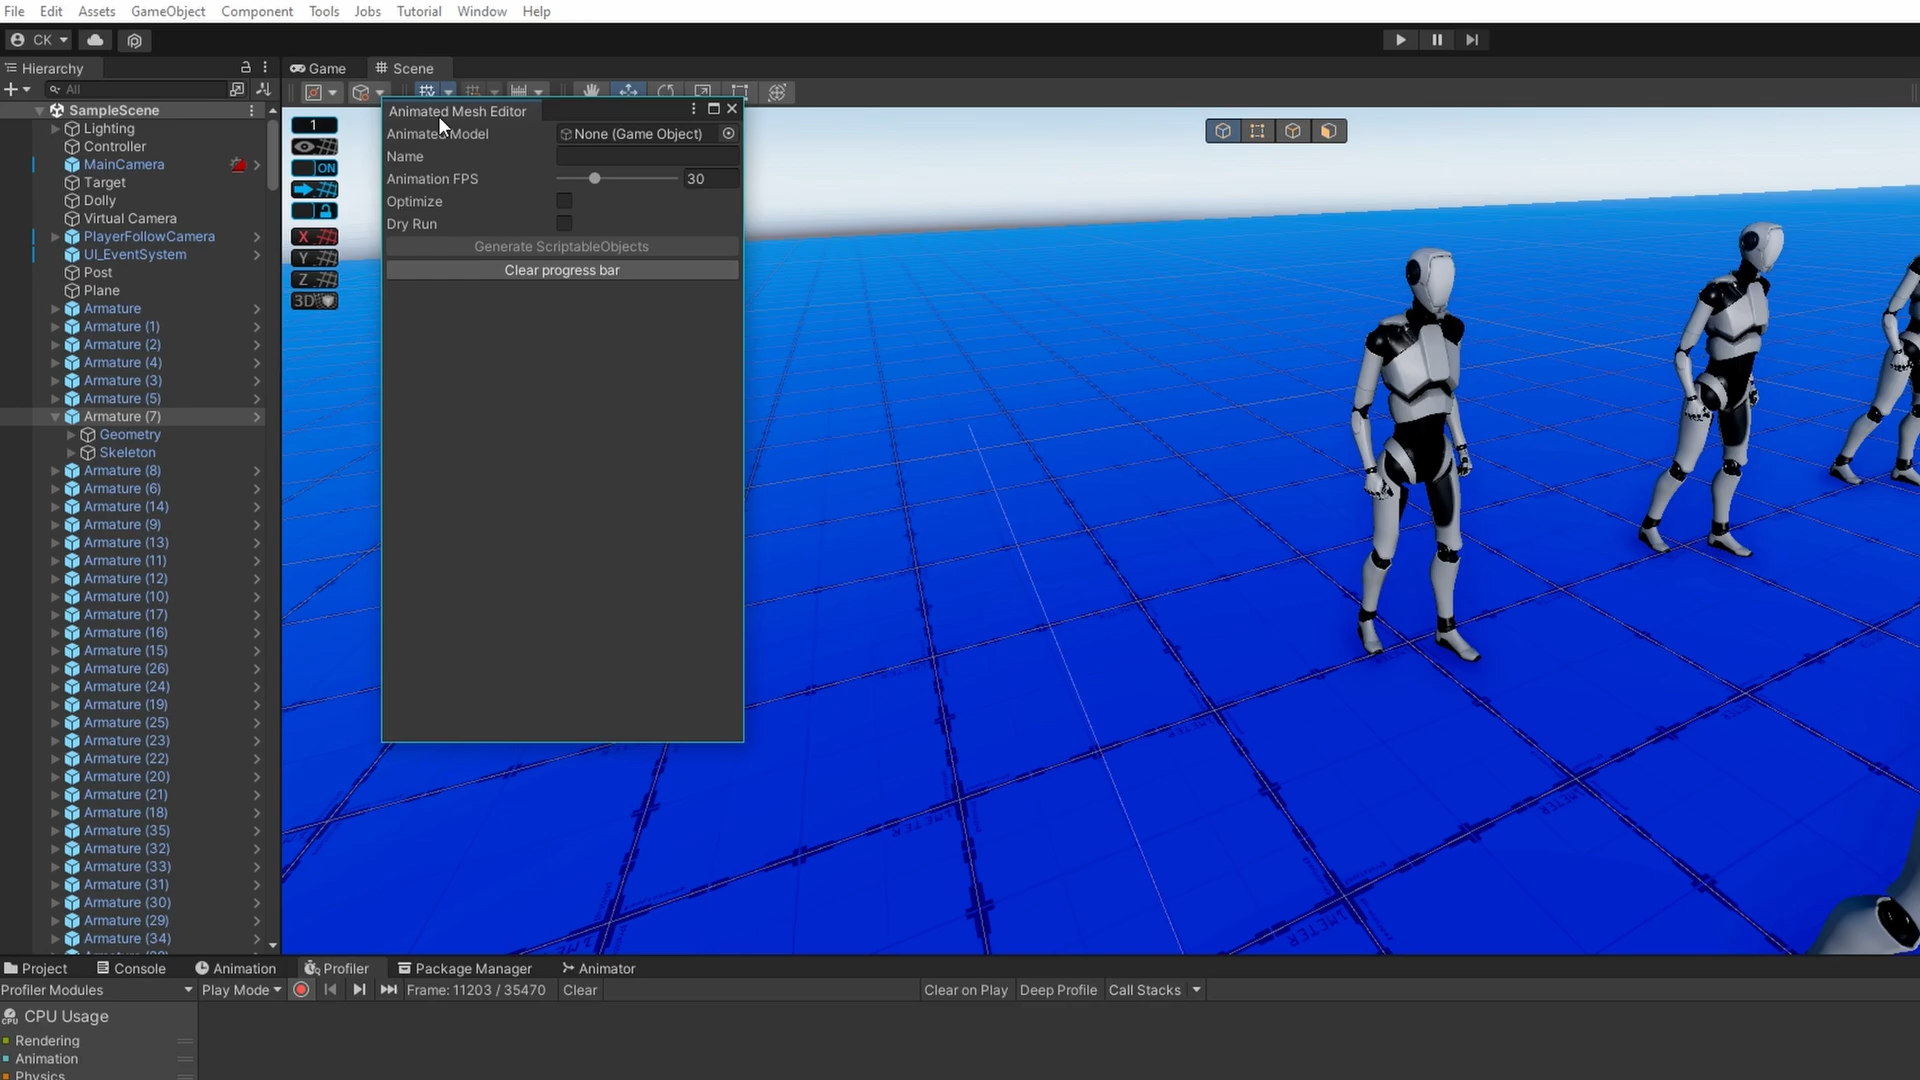 File Edit Assets GameObject Component Tools Jobs Tutorial Window Help
CK
Hierarchy
Game
Scene
All
SampleScene
Lighting
Controller
MainCamera
Target
Dolly
Virtual Camera
PlayerFollowCamera
UI_EventSystem
Post
Plane
Armature
Armature (1)
Armature (2)
Armature (4)
Armature (3)
Armature (5)
Armature (7)
Geometry
Skeleton
Armature (8)
Armature (6)
Armature (14)
Armature (9)
Armature (13)
Armature (11)
Armature (12)
Armature (10)
Armature (17)
Armature (16)
Armature (15)
Armature (26)
Armature (24)
Armature (19)
Armature (25)
Armature (23)
Armature (22)
Armature (20)
Armature (21)
Armature (18)
Armature (35)
Armature (32)
Armature (33)
Armature (31)
Armature (30)
Armature (29)
Armature (34)
1
ON
X
Y
Z
3D
Animated Mesh Editor
Animated Model None (Game Object)
Name
Animation FPS 30
Optimize
Dry Run
Generate ScriptableObjects
Clear progress bar
Project Console Animation Profiler Package Manager Animator
Profiler Modules Play Mode Frame: 11203 / 35470 Clear Clear on Play Deep Profile Call Stacks
CPU Usage
Rendering
Animation
Physics